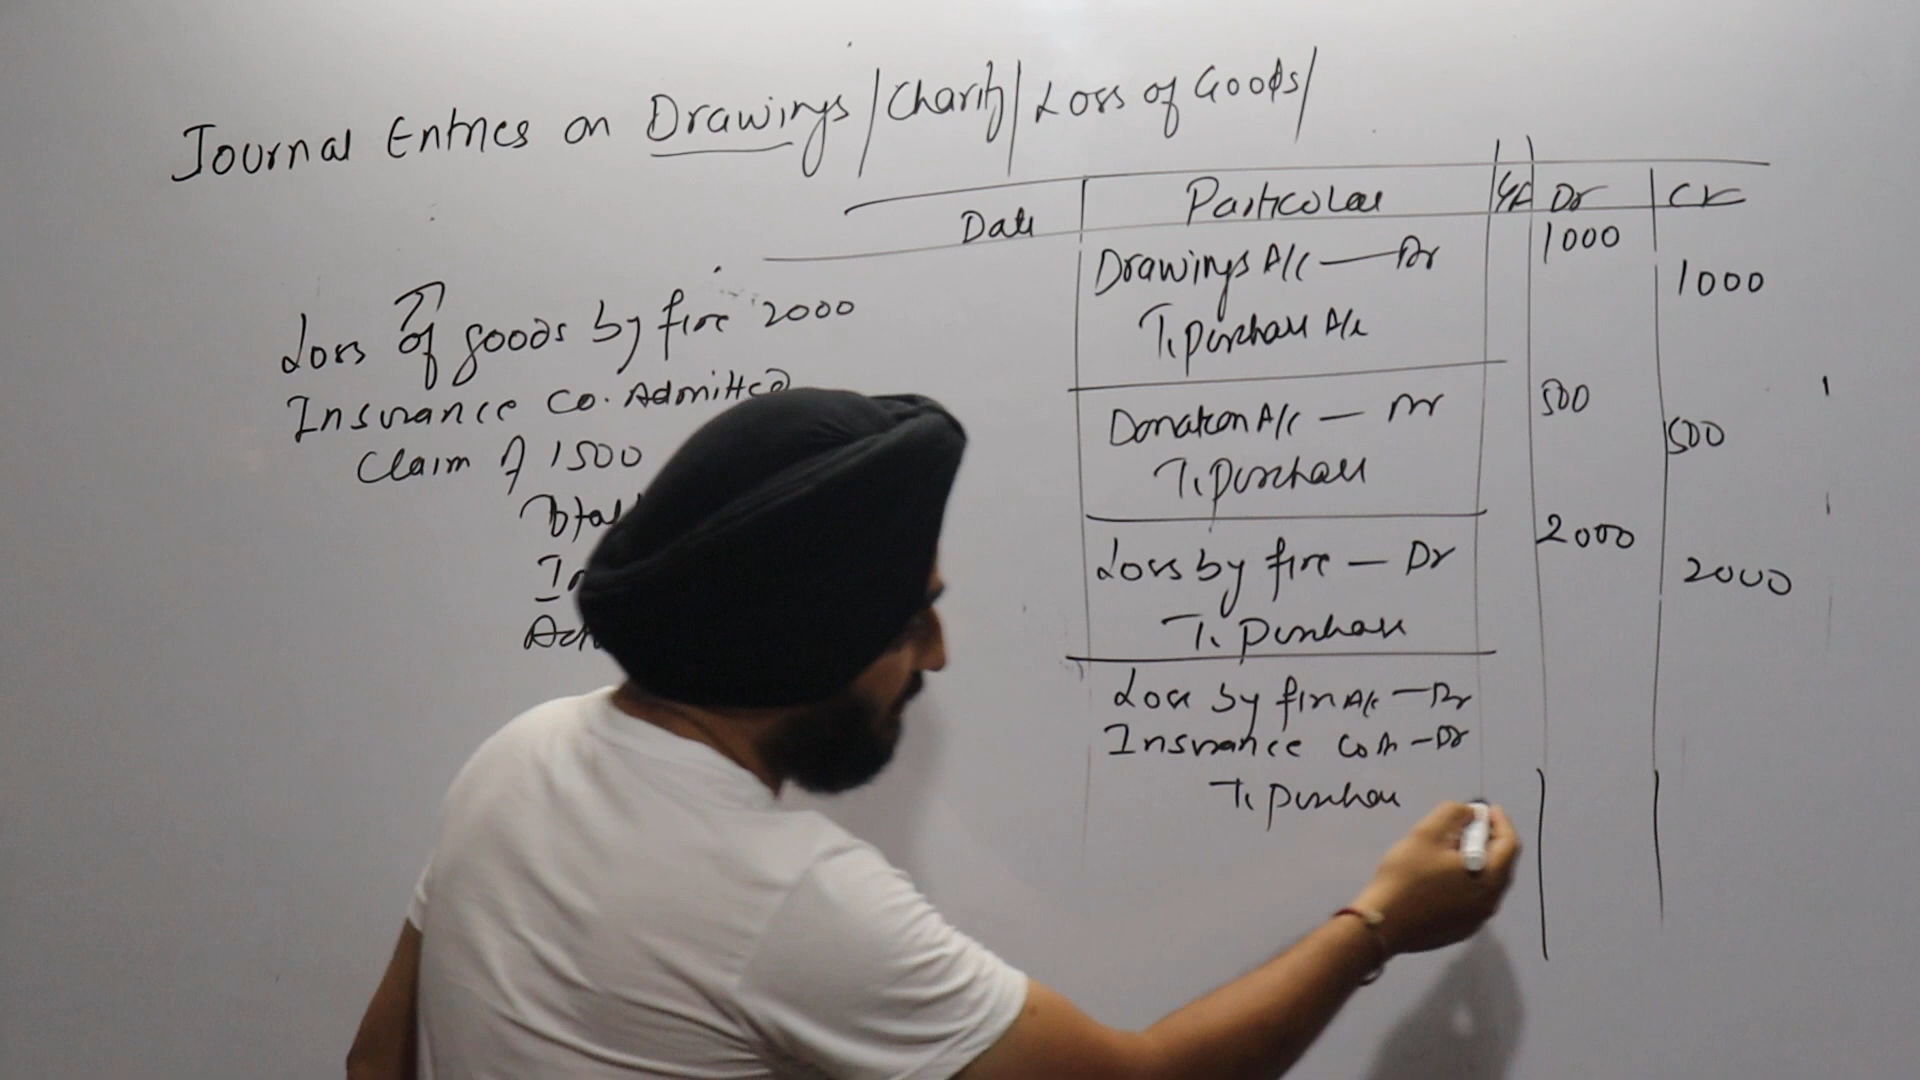 Journal Entries on Drawings / Charity / Loss of Goods /
Date Particular Dr Cr
Loss of goods by fire 2000
Insurance Co. Admitted
Claim of 1500
Drawings A/c — Dr 1000
To purchase A/c 1000
Donation A/c — Dr 500
To purchase 500
Loss by fire — Dr 2000
To purchase 2000
Loss by fire A/c — Dr
Insurance Co A — Dr
To purchase